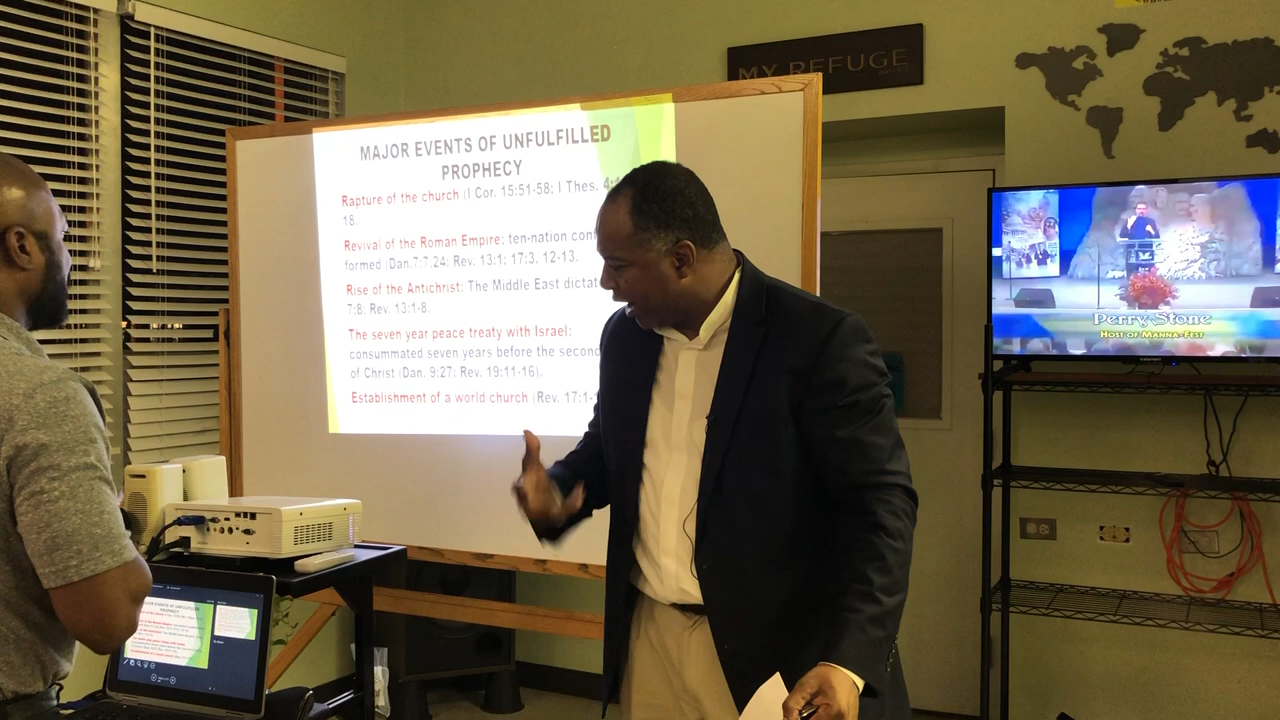 MY REFUGE
MAJOR EVENTS OF UNFULFILLED
PROPHECY
Rapture of the church (I Cor. 15:51-58; I Thes.
18.
Revival of the Roman Empire: ten-nation
formed (Dan.7:7.24; Rev. 13:1; 17:3. 12-13.
Rise of the Antichrist: The Middle East
7:8: Rev. 13:1-8.
The seven year peace treaty with Israel:
consummated seven years before the second
of Christ (Dan. 9:27: Rev. 19:11-16).
Establishment of a world church (Rev. 17:1-
Perry Stone
Host of Manna-Fest